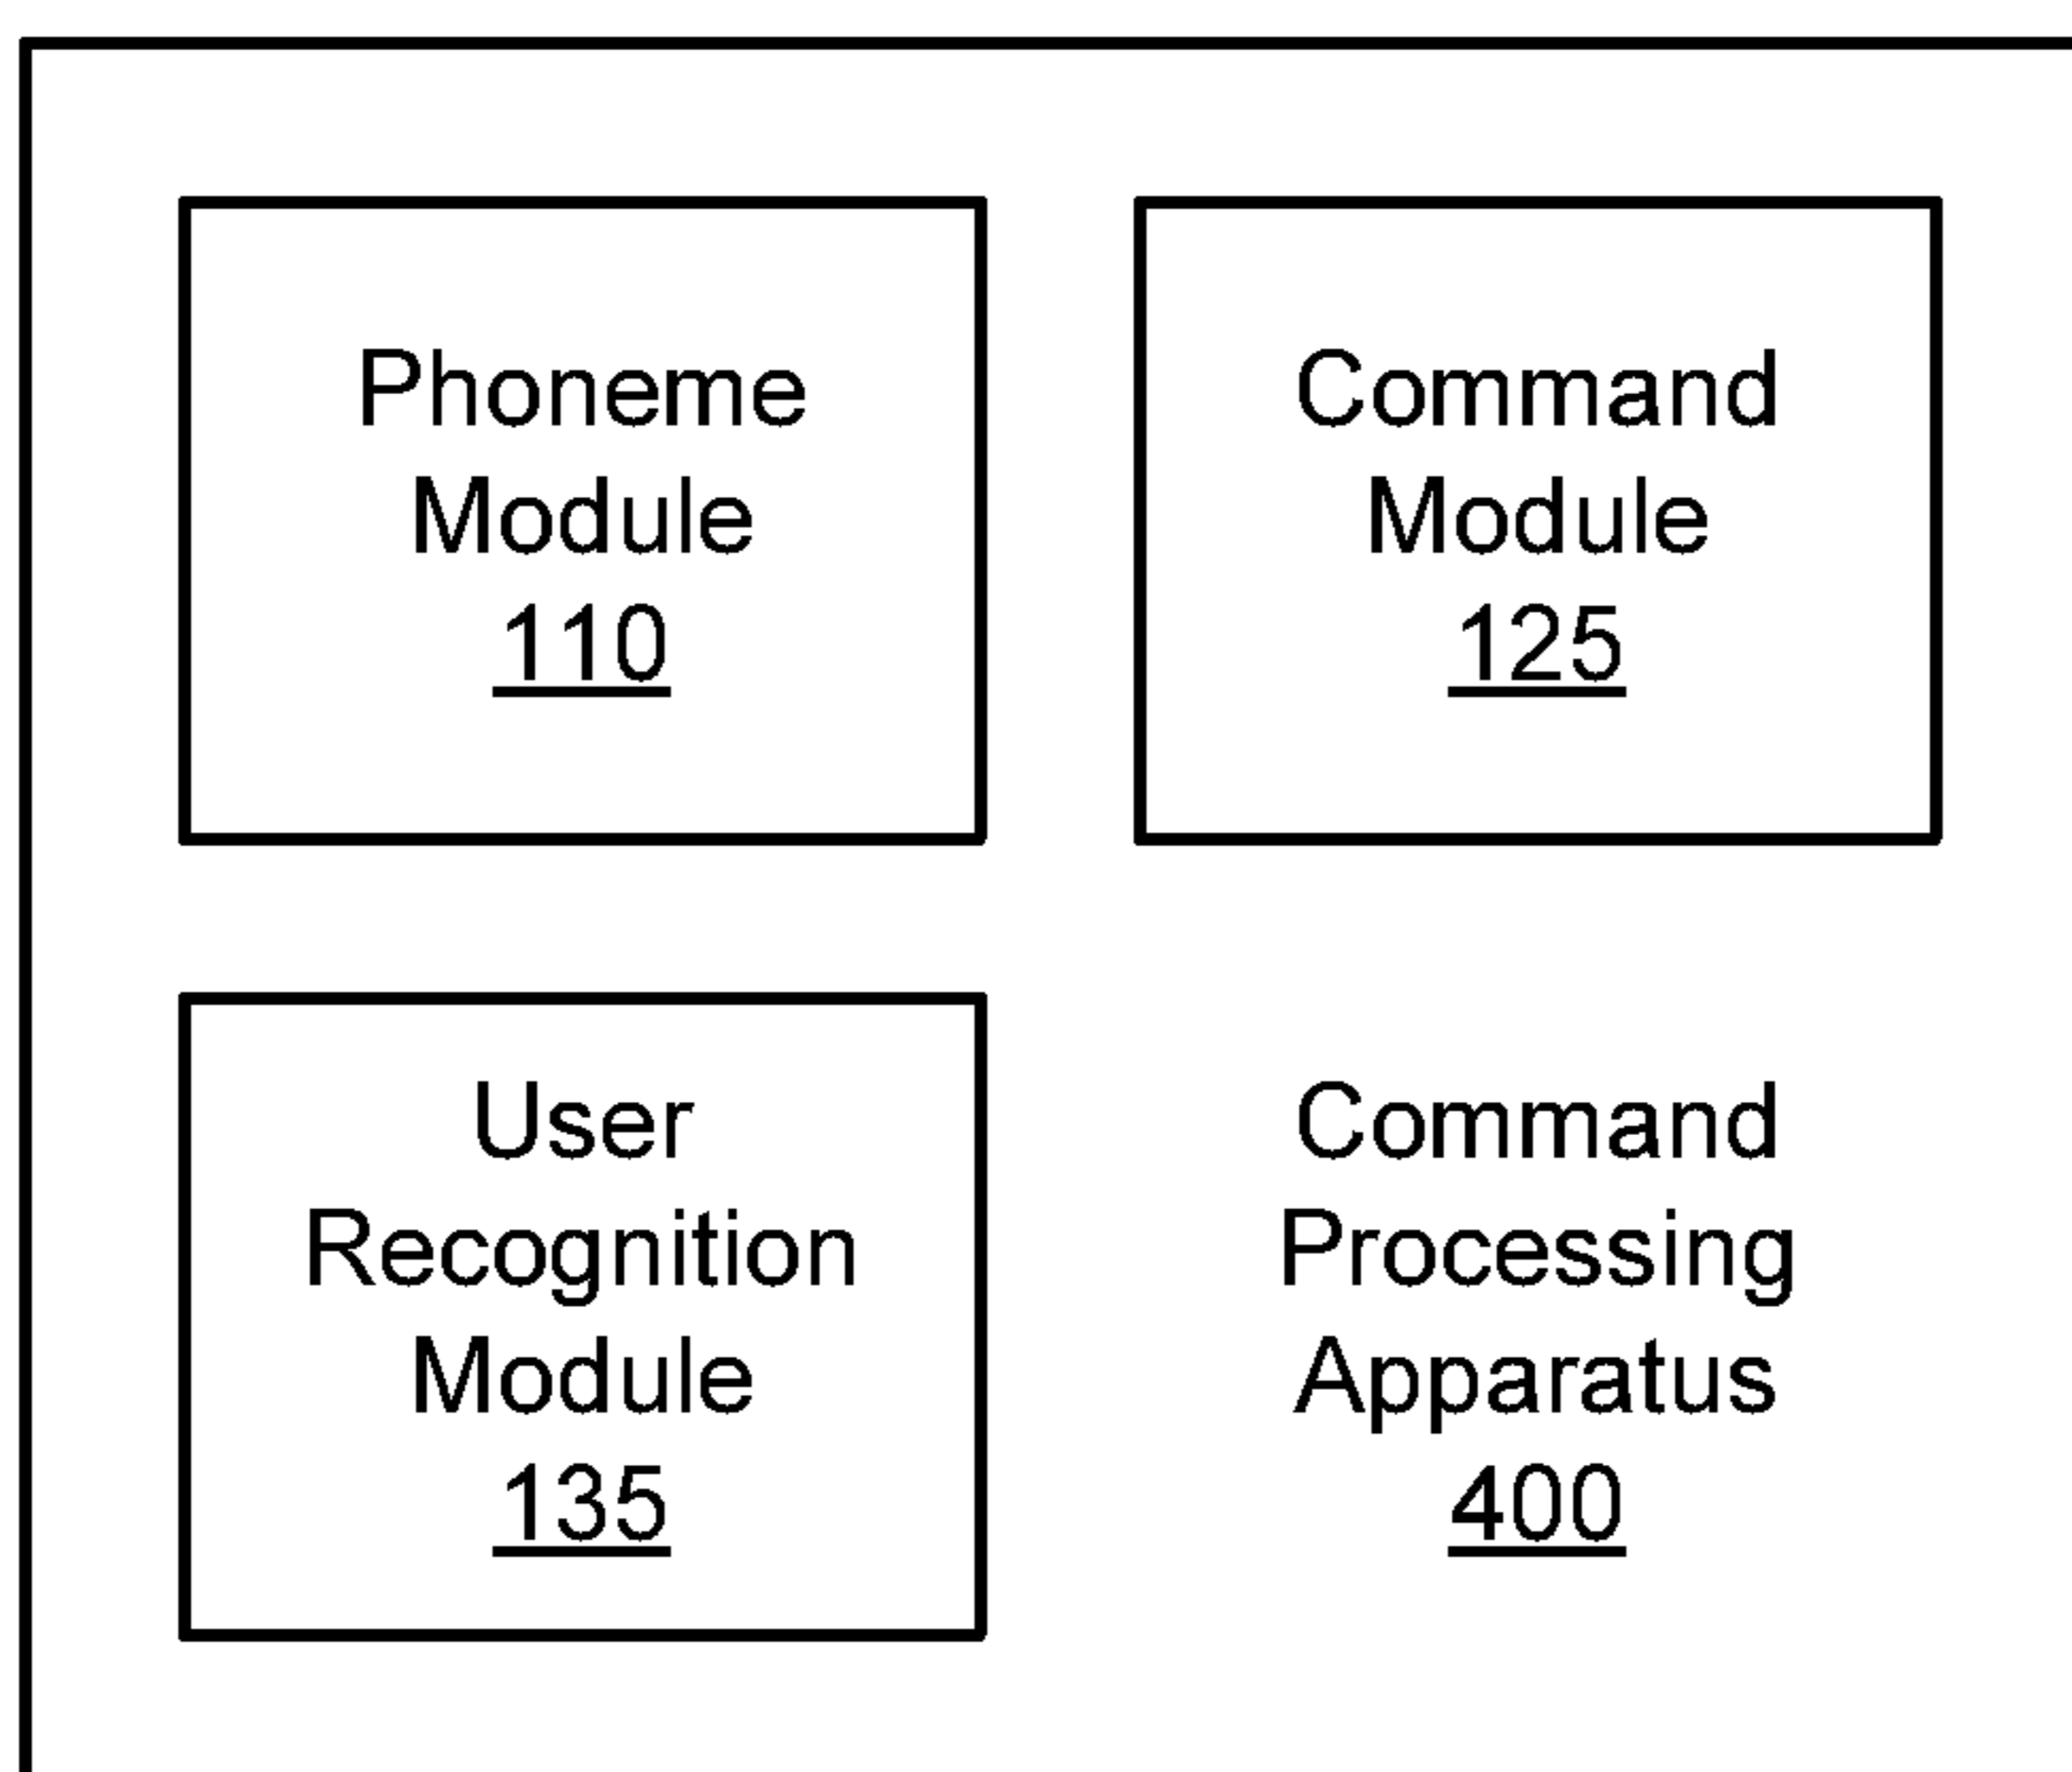 Phoneme
Module
110
Command
Module
125
User
Recognition
Module
135
Command
Processing
Apparatus
400